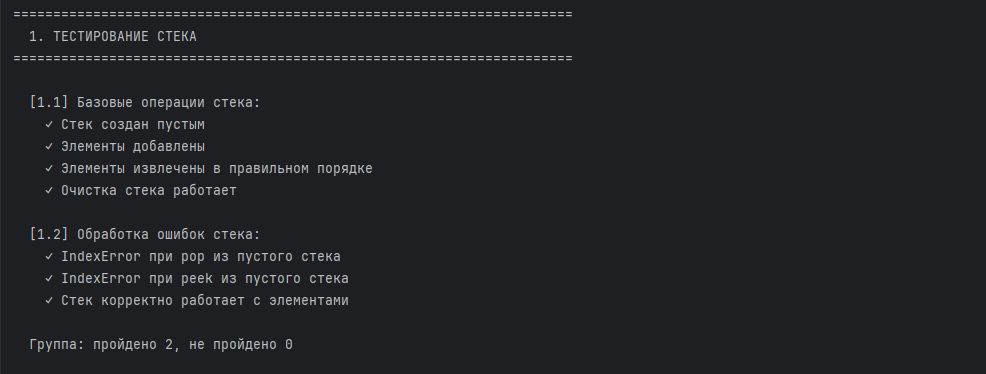 ======================================================================
1. ТЕСТИРОВАНИЕ СТЕКА
======================================================================
[1.1] Базовые операции стека:
✓ Стек создан пустым
✓ Элементы добавлены
✓ Элементы извлечены в правильном порядке
✓ Очистка стека работает
[1.2] Обработка ошибок стека:
✓ IndexError при pop из пустого стека
✓ IndexError при peek из пустого стека
✓ Стек корректно работает с элементами
Группа: пройдено 2, не пройдено 0